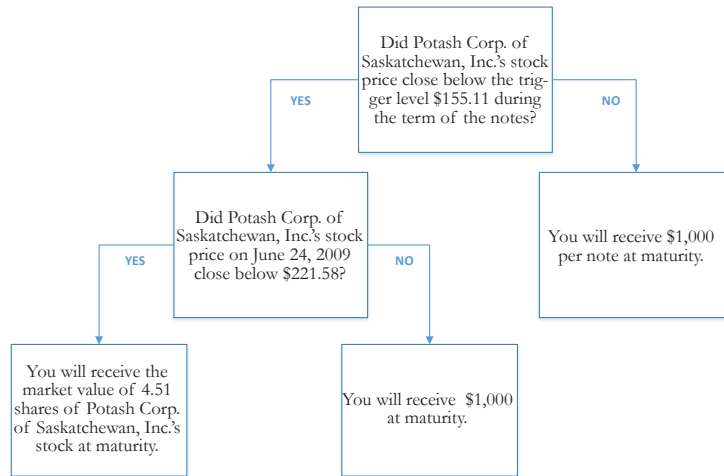 Did Potash Corp. of
Saskatchewan, Inc.'s stock
price close below the trig-
ger level $155.11 during
the term of the notes?
YES
NO
Did Potash Corp. of
Saskatchewan, Inc.'s stock
price on June 24, 2009
close below $221.58?
You will receive $1,000
per note at maturity.
YES
NO
You will receive the
market value of 4.51
shares of Potash Corp.
of Saskatchewan, Inc.'s
stock at maturity.
You will receive $1,000
at maturity.